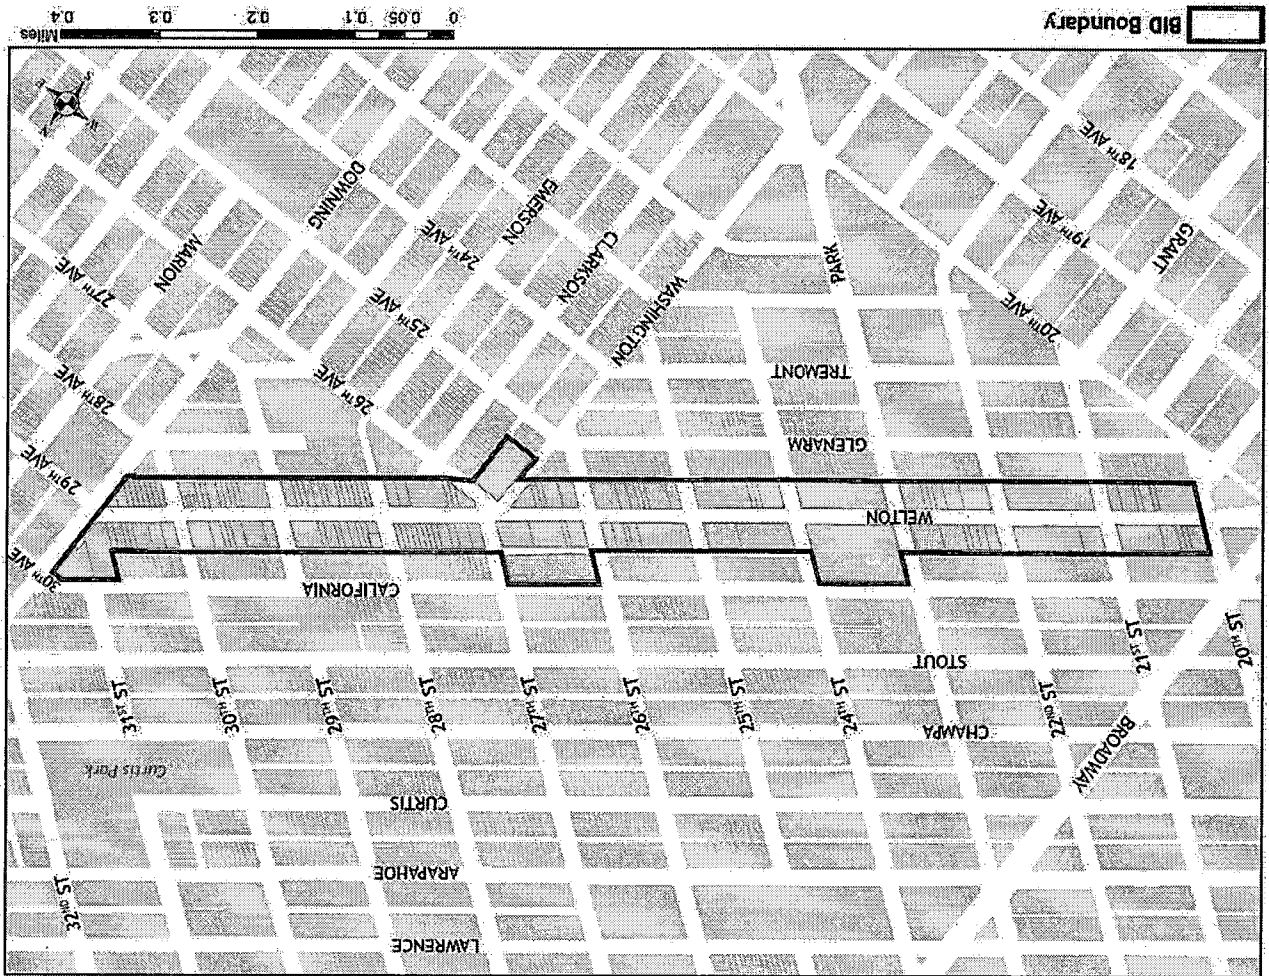 LAWRENCE
32ND ST
ARAPAHOE
CURTIS
Curtis Park
BROADWAY
CHAMPA
22ND ST
24TH ST
25TH ST
26TH ST
27TH ST
28TH ST
29TH ST
30TH ST
31ST ST
20TH ST
21ST ST
STOUT
CALIFORNIA
30TH AVE
WELTON
29TH AVE
GLENARM
TREMONT
26TH AVE
28TH AVE
20TH AVE
WASHINGTON
25TH AVE
27TH AVE
GRANT
19TH AVE
PARK
CLARKSON
24TH AVE
MARION
EMERSON
DOWNING
18TH AVE
N
W
E
S
BID Boundary
0 0.05 0.1 0.2 0.3 0.4
Miles